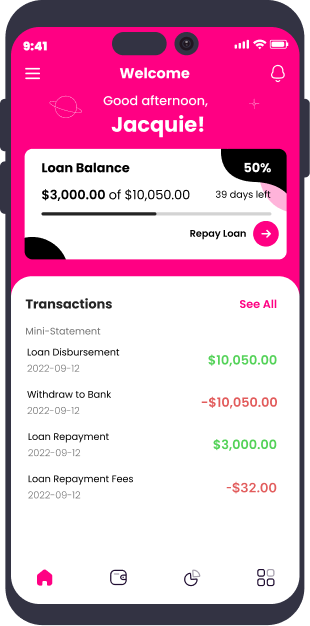 9:41
Welcome
Good afternoon,
Jacquie!
Loan Balance 50%
$3,000.00 of $10,050.00 39 days left
Repay Loan
Transactions See All
Mini-Statement
Loan Disbursement
2022-09-12 $10,050.00
Withdraw to Bank
2022-09-12 -$10,050.00
Loan Repayment
2022-09-12 $3,000.00
Loan Repayment Fees
2022-09-12 -$32.00